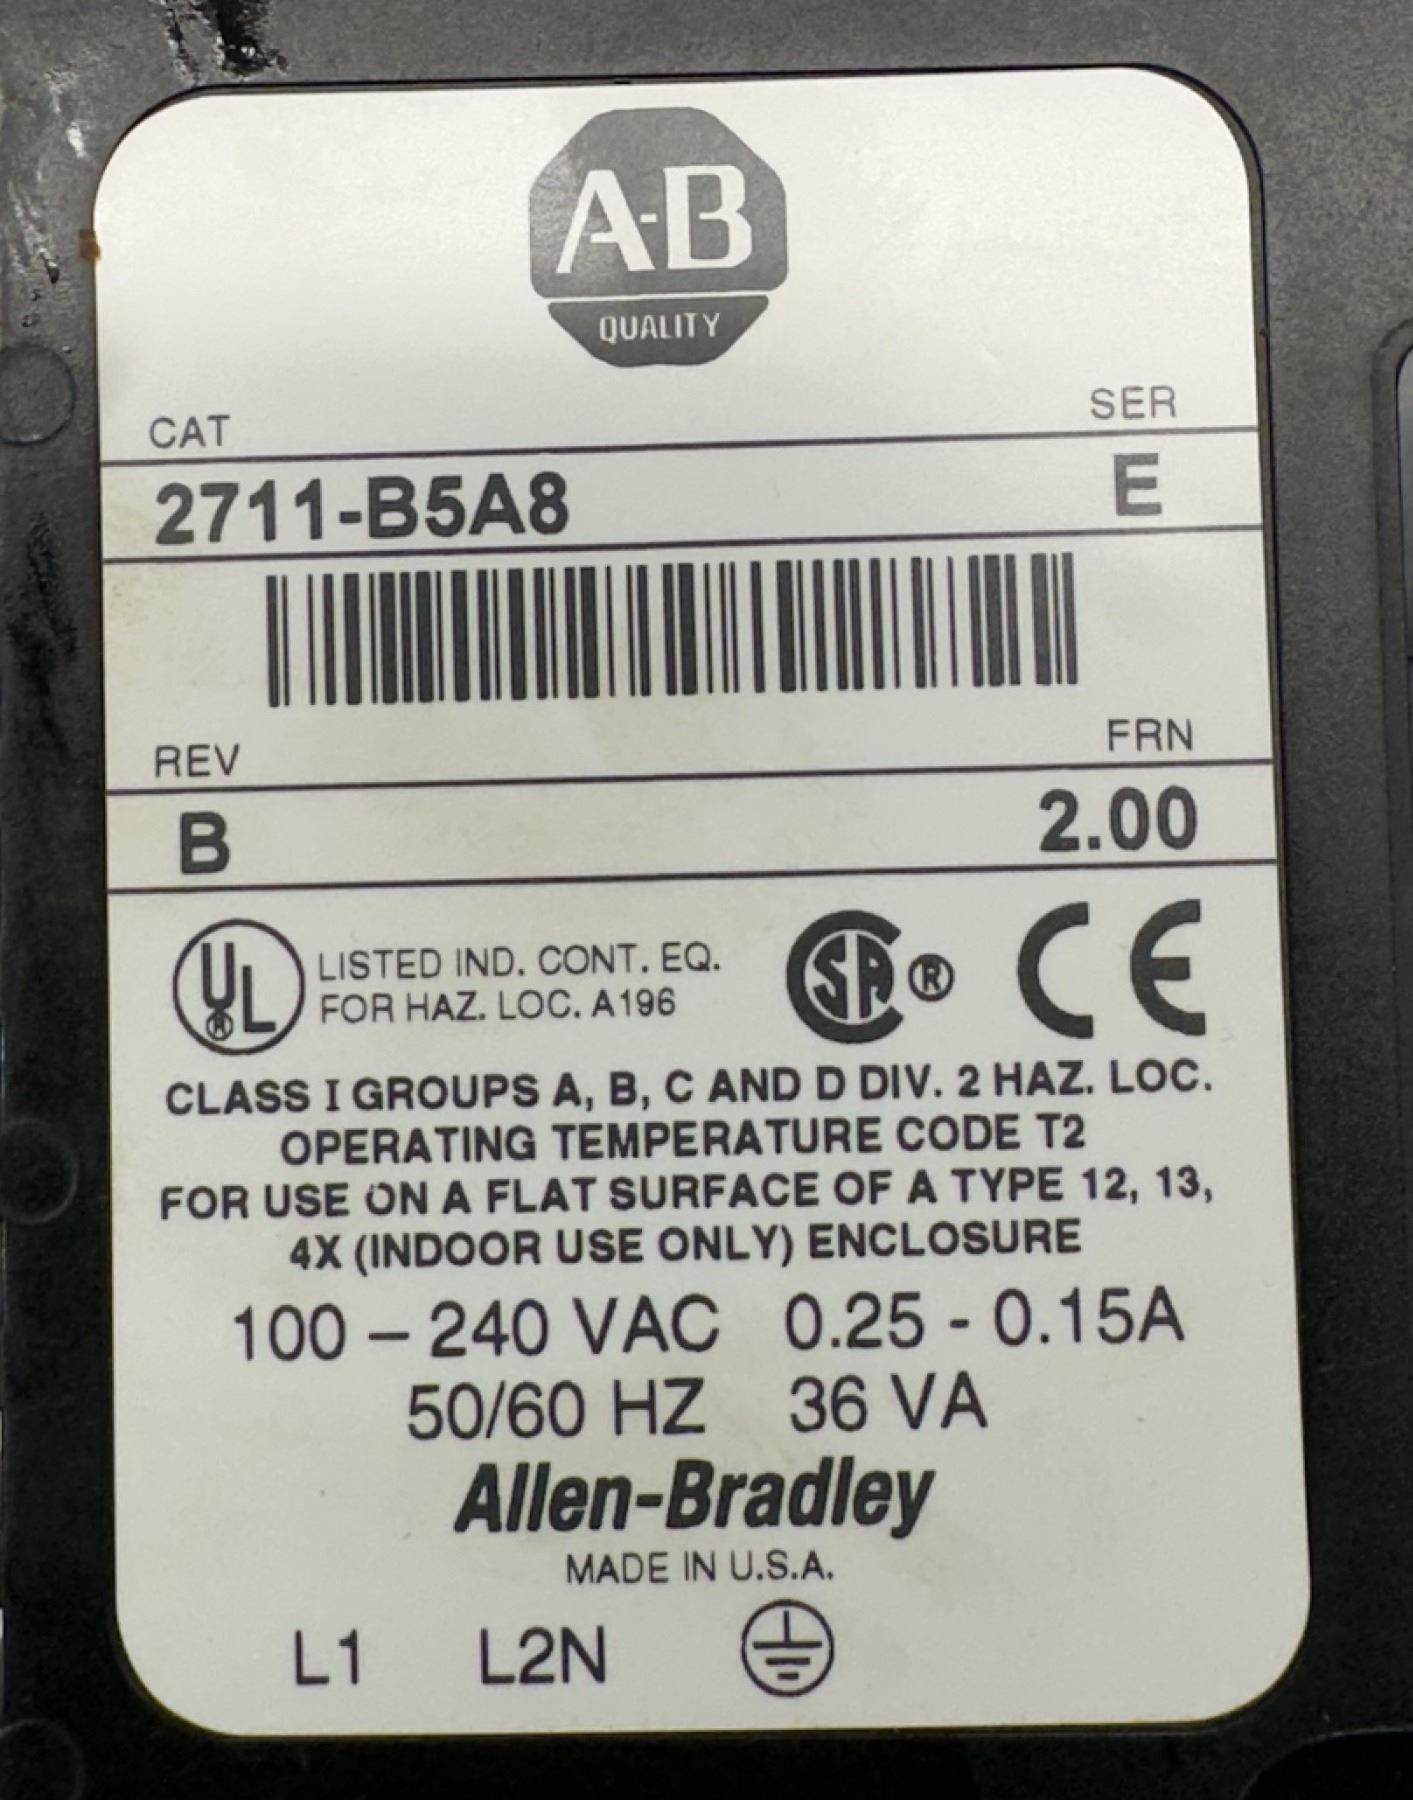 A-B
QUALITY
CAT SER
2711-B5A8 E
REV FRN
B 2.00
UL® LISTED IND. CONT. EQ.
FOR HAZ. LOC. A196
SA® CE
CLASS I GROUPS A, B, C AND D DIV. 2 HAZ. LOC.
OPERATING TEMPERATURE CODE T2
FOR USE ON A FLAT SURFACE OF A TYPE 12, 13,
4X (INDOOR USE ONLY) ENCLOSURE
100 – 240 VAC 0.25 - 0.15A
50/60 HZ 36 VA
Allen-Bradley
MADE IN U.S.A.
L1 L2N